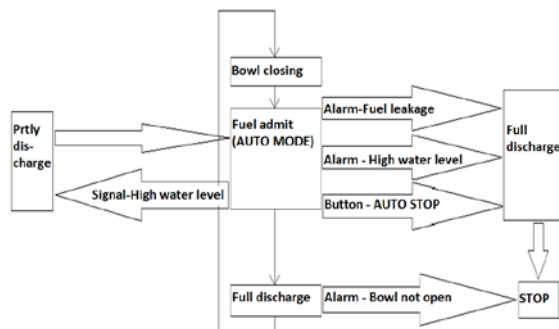 Bowl closing
Prtly
dis-
charge
Fuel admit
(AUTO MODE)
Alarm-Fuel leakage
Alarm - High water level
Button - AUTO STOP
Full
discharge
Signal-High water level
Full discharge
Alarm - Bowl not open
STOP